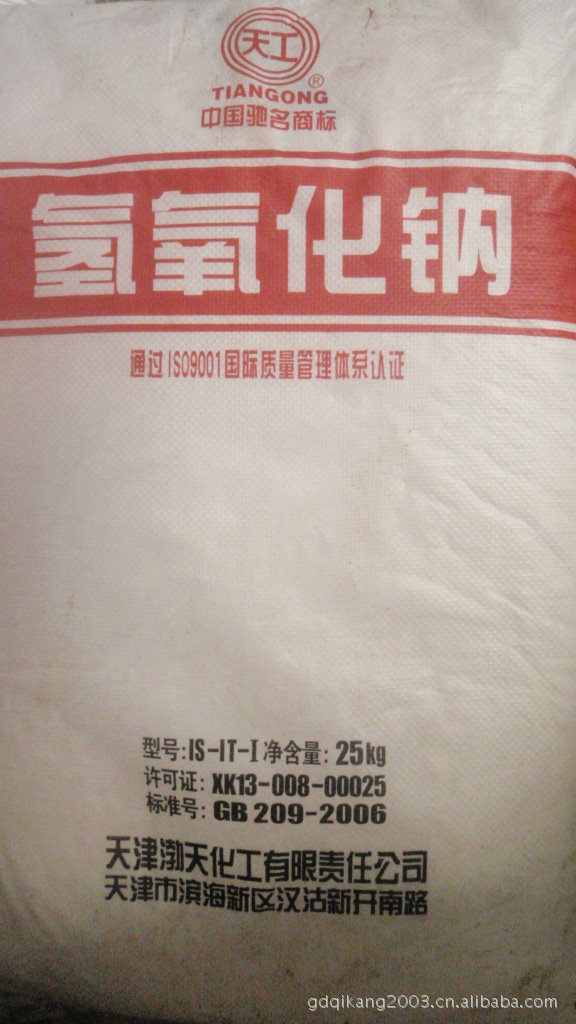 天工
®
TIANGONG
中国驰名商标
氢氧化钠
通过ISO9001国际质量管理体系认证
型号:IS-IT-I 净含量: 25kg
许可证: XK13-008-00025
标准号: GB 209-2006
天津渤天化工有限责任公司
天津市滨海新区汉沽新开南路
gdqikang2003.cn.alibaba.com